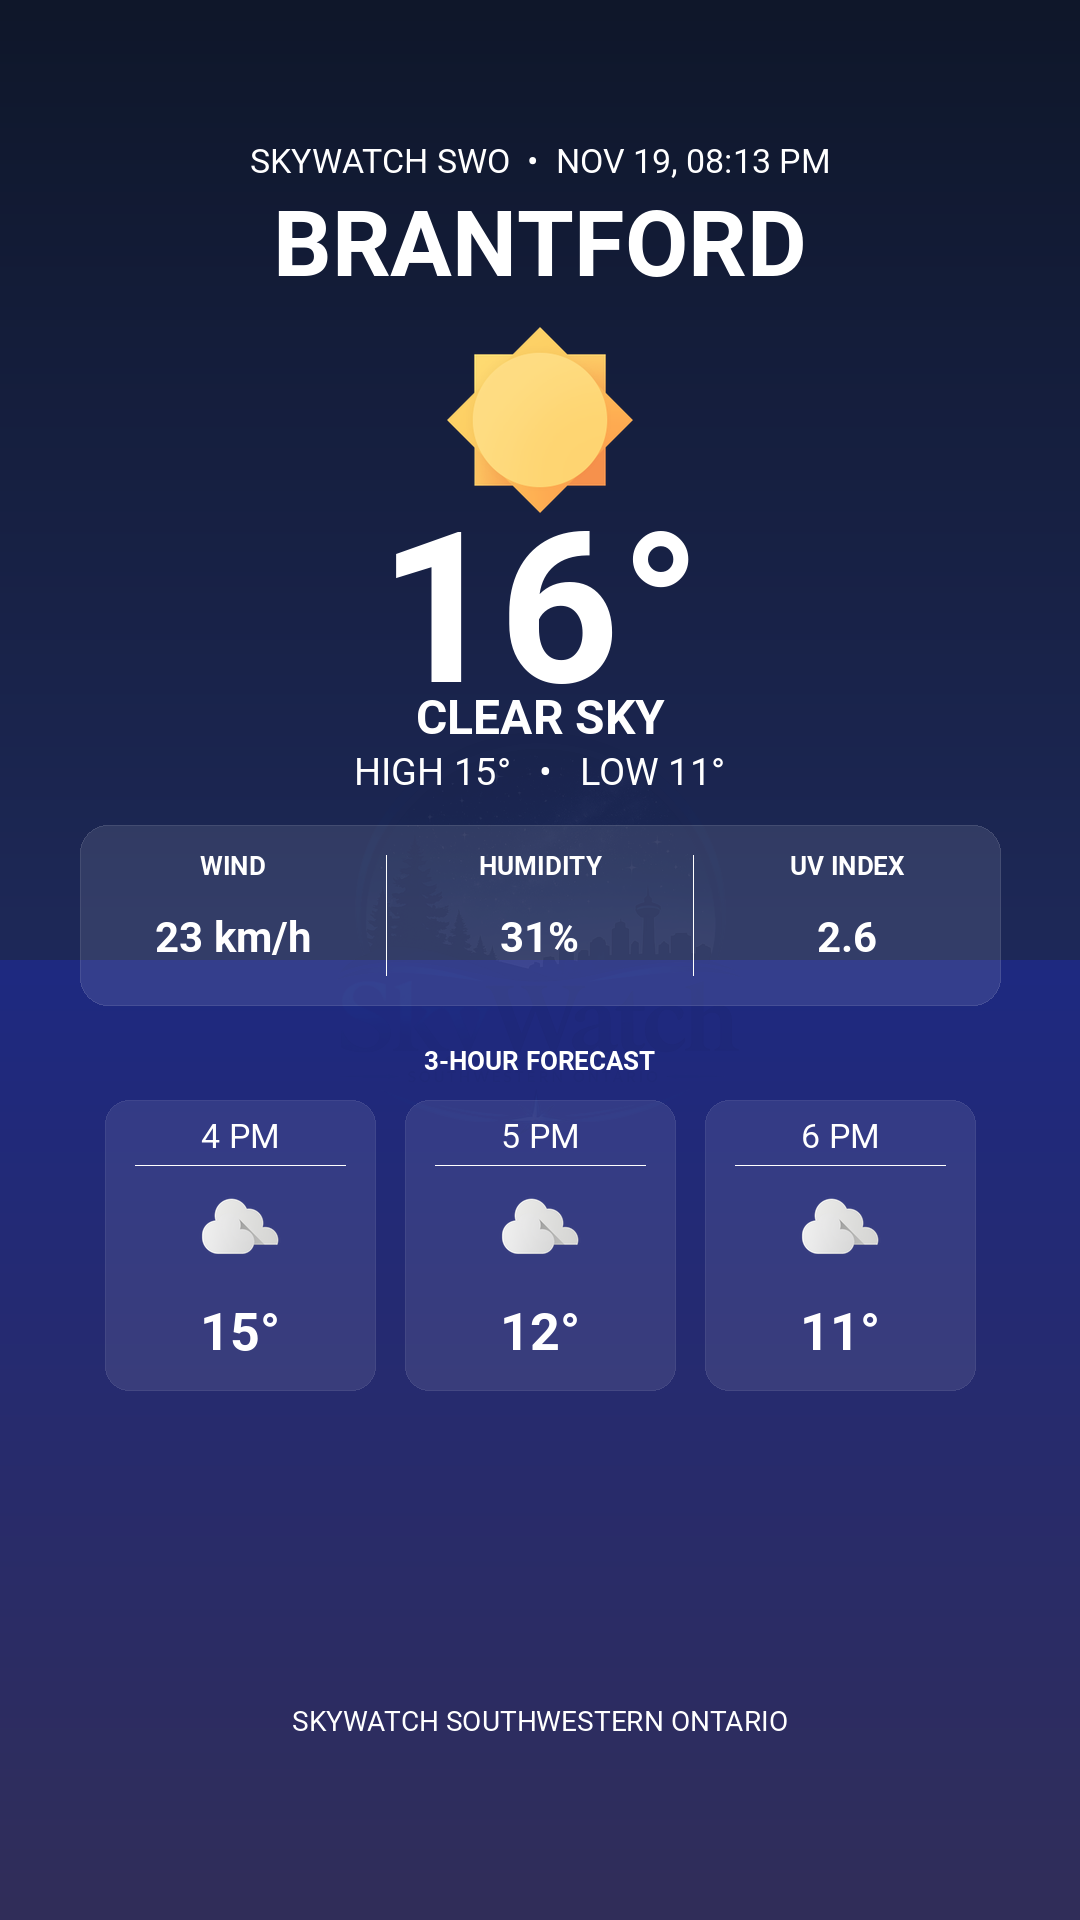 SKYWATCH SWO • NOV 19, 08:13 PM
BRANTFORD
16°
CLEAR SKY
HIGH 15° • LOW 11°
WIND
HUMIDITY
UV INDEX
23 km/h
31%
2.6
SkyWatch
3-HOUR FORECAST
4 PM
5 PM
6 PM
15°
12°
11°
SKYWATCH SOUTHWESTERN ONTARIO